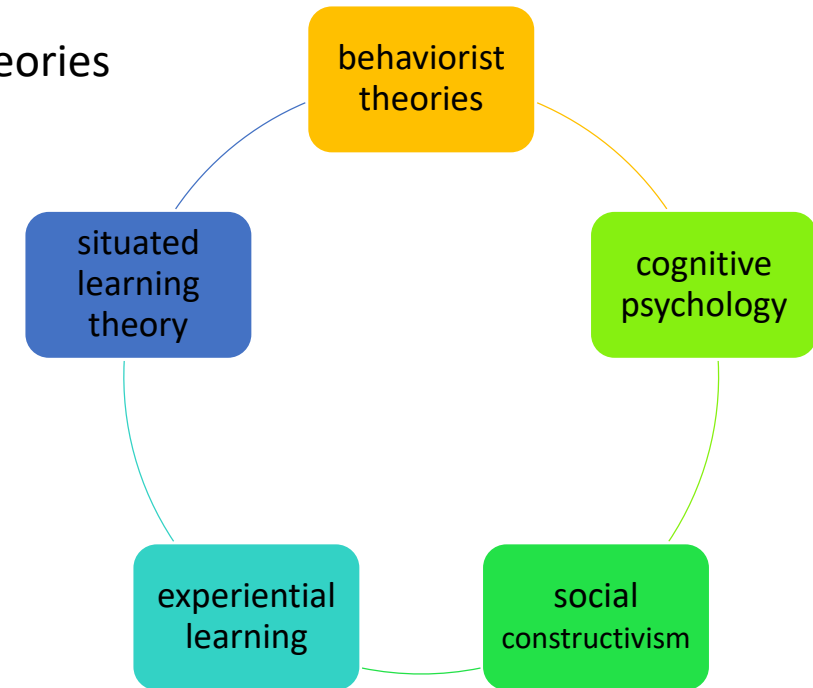 eories
behaviorist
theories
cognitive
psychology
social
constructivism
experiential
learning
situated
learning
theory